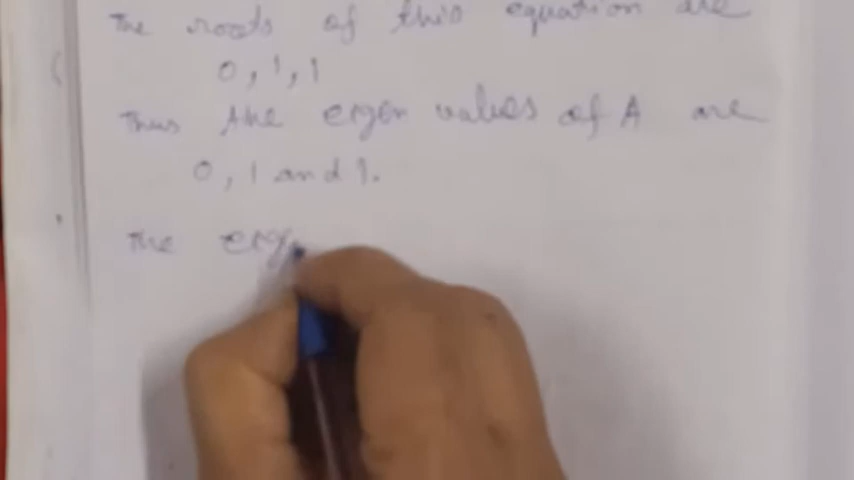 The roots of this equation are
0, 1, 1
Thus the eigen values of A are
0, 1 and 1.
The eig